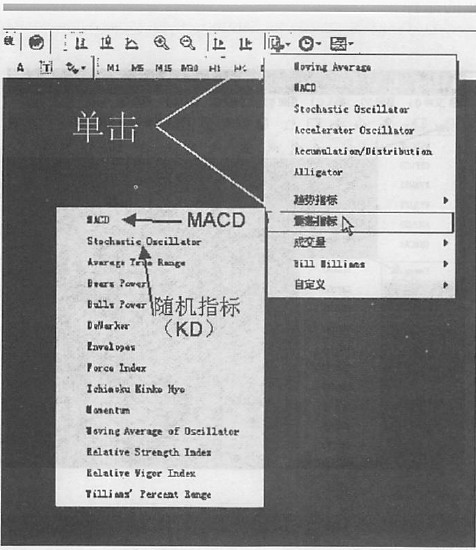 A T M1 M5 M15 M30 H1 H4
Moving Average
MACD
Stochastic Oscillator
Accelerator Oscillator
Accumulation/Distribution
Alligator
趋势指标
震荡指标
成交量
Bill Williams
自定义
单击
MACD
MACD
Stochastic Oscillator
Average True Range
Bears Power
Bulls Power
随机指标
(KD)
DeMarker
Envelopes
Force Index
Ichimoku Kinko Hyo
Momentum
Moving Average of Oscillator
Relative Strength Index
Relative Vigor Index
Williams' Percent Range